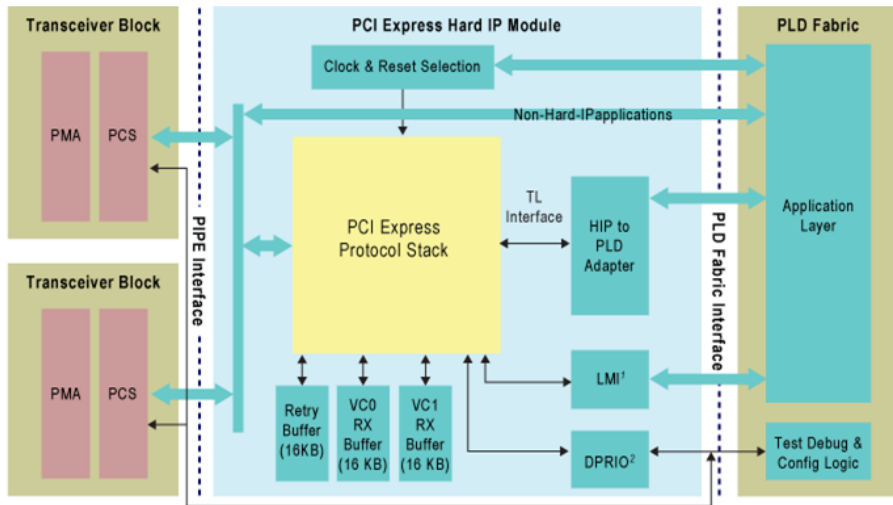 Transceiver Block
PCI Express Hard IP Module
PLD Fabric
Clock & Reset Selection
Non-Hard-IPapplications
PMA
PCS
PCI Express
Protocol Stack
TL
Interface
HIP to
PLD
Adapter
Application
Layer
PIPE Interface
PLD Fabric Interface
Transceiver Block
PMA
PCS
LMI¹
Retry
Buffer
(16KB)
VC0
RX
Buffer
(16 KB)
VC1
RX
Buffer
(16 KB)
DPRIO²
Test Debug &
Config Logic